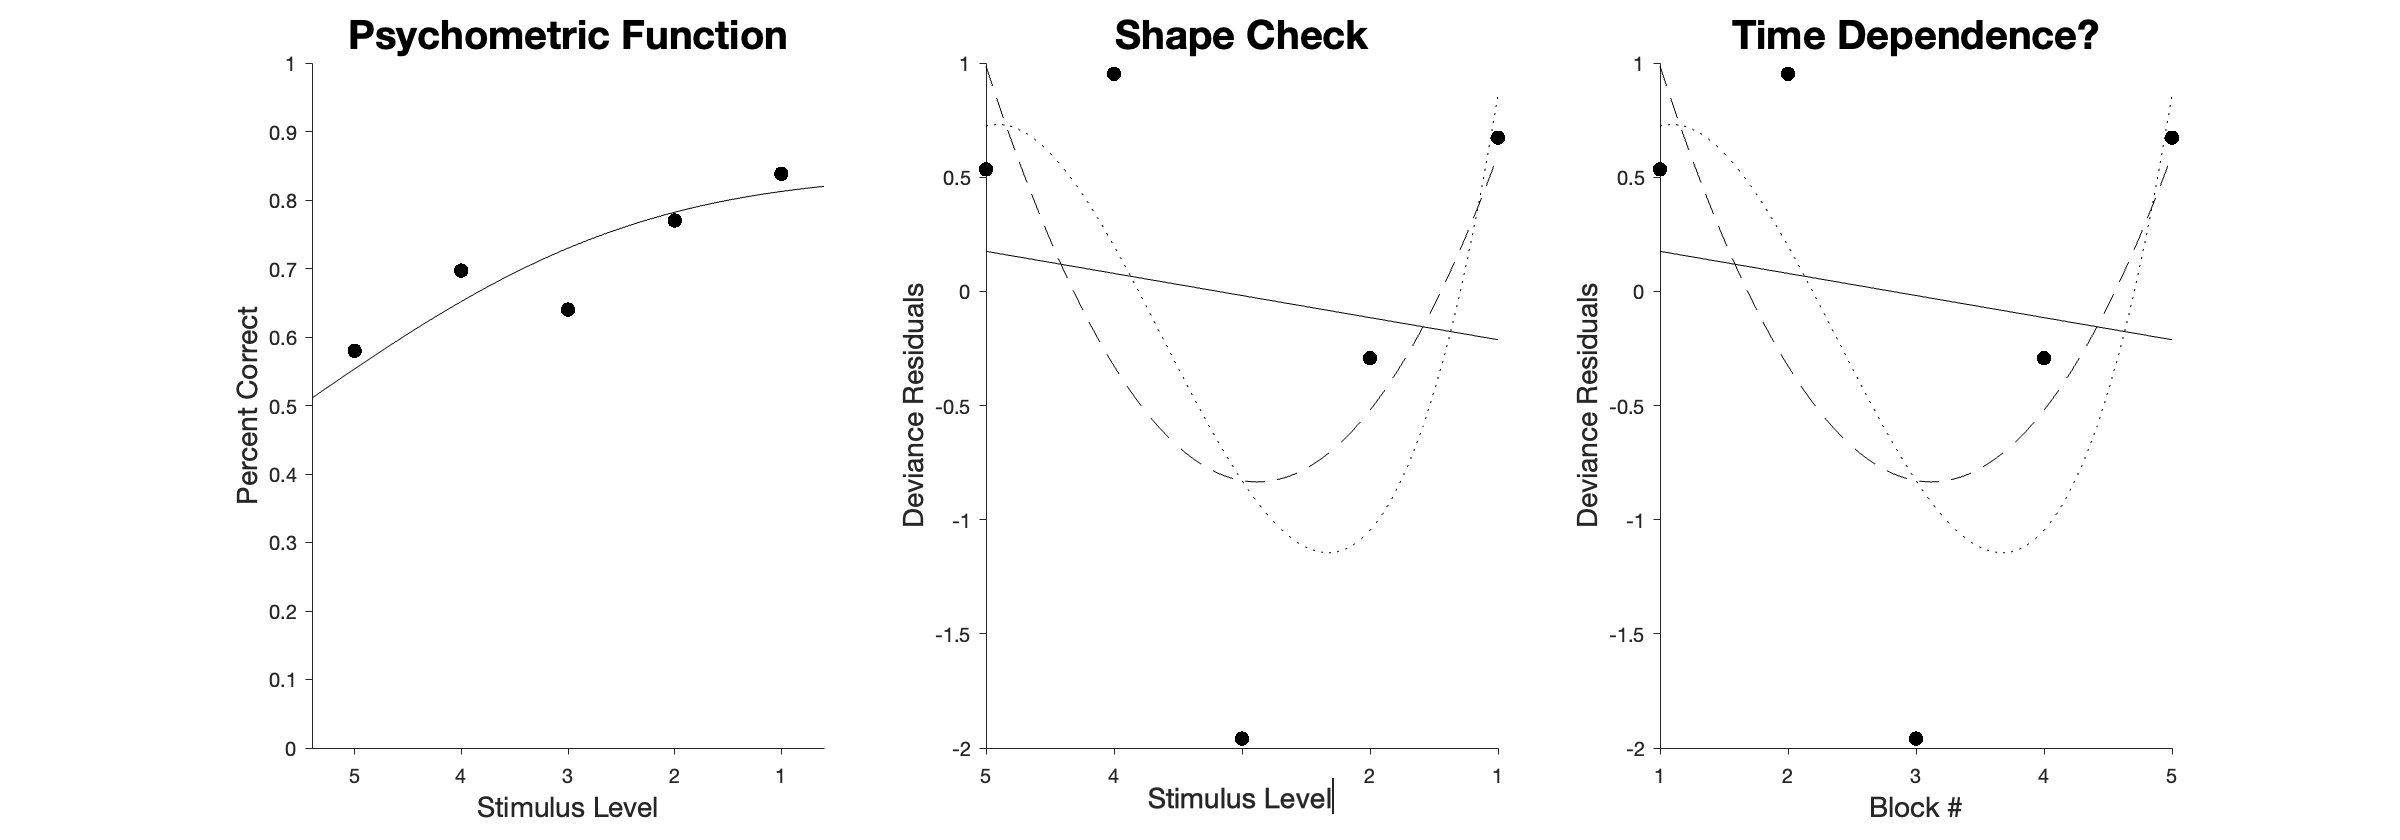 Psychometric Function
1
0.9
0.8
0.7
0.6
0.5
0.4
0.3
0.2
0.1
0
Percent Correct
5 4 3 2 1
Stimulus Level
Shape Check
1
0.5
0
-0.5
-1
-1.5
-2
Deviance Residuals
5 4 2 1
Stimulus Level
Time Dependence?
1
0.5
0
-0.5
-1
-1.5
-2
Deviance Residuals
1 2 3 4 5
Block #